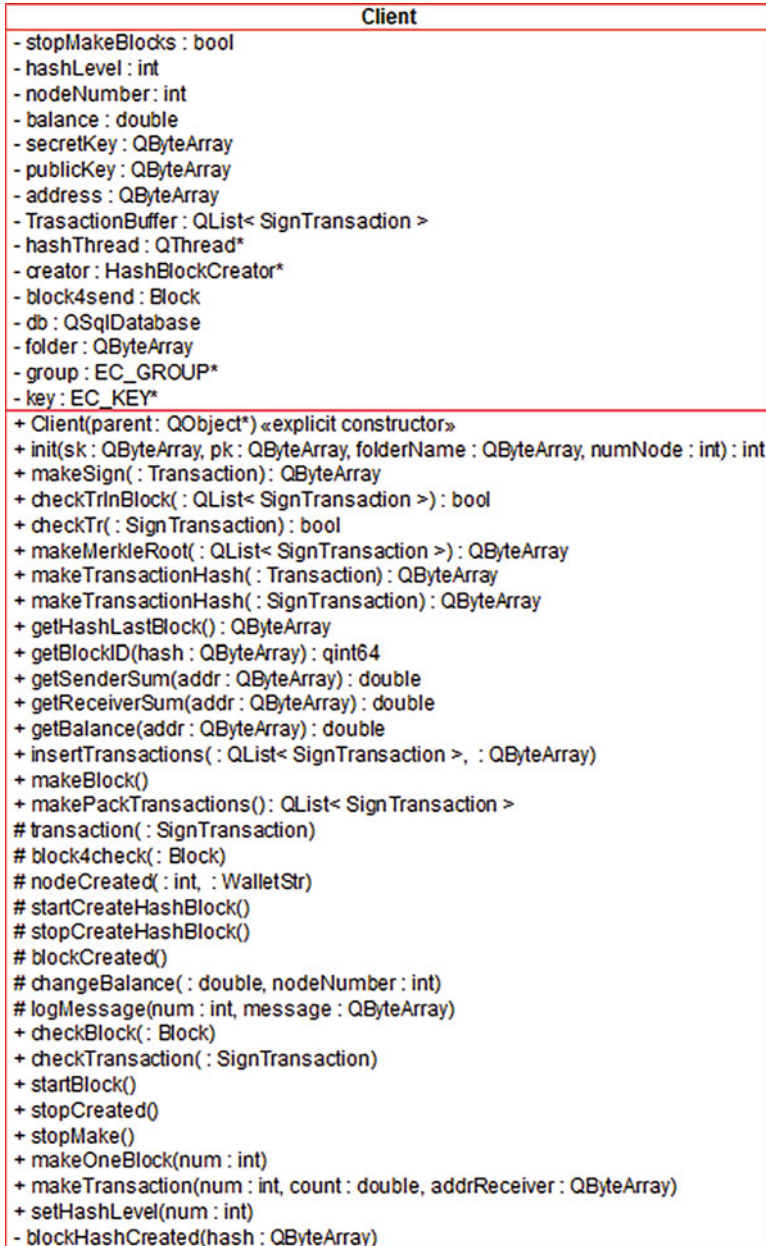 Client
- stopMakeBlocks : bool
- hashLevel : int
- nodeNumber : int
- balance : double
- secretKey : QByteArray
- publicKey : QByteArray
- address : QByteArray
- TrasactionBuffer : QList< SignTransaction >
- hashThread : QThread*
- creator : HashBlockCreator*
- block4send : Block
- db : QSqlDatabase
- folder : QByteArray
- group : EC_GROUP*
- key : EC_KEY*
+ Client(parent : QObject*) «explicit constructor»
+ init(sk : QByteArray, pk : QByteArray, folderName : QByteArray, numNode : int) : int
+ makeSign( : Transaction) : QByteArray
+ checkTrInBlock( : QList< SignTransaction >) : bool
+ checkTr( : SignTransaction) : bool
+ makeMerkleRoot( : QList< SignTransaction >) : QByteArray
+ makeTransactionHash( : Transaction) : QByteArray
+ makeTransactionHash( : SignTransaction) : QByteArray
+ getHashLastBlock() : QByteArray
+ getBlockID(hash : QByteArray) : qint64
+ getSenderSum(addr : QByteArray) : double
+ getReceiverSum(addr : QByteArray) : double
+ getBalance(addr : QByteArray) : double
+ insertTransactions( : QList< SignTransaction >, : QByteArray)
+ makeBlock()
+ makePackTransactions() : QList< SignTransaction >
# transaction( : SignTransaction)
# block4check( : Block)
# nodeCreated( : int, : WalletStr)
# startCreateHashBlock()
# stopCreateHashBlock()
# blockCreated()
# changeBalance( : double, nodeNumber : int)
# logMessage(num : int, message : QByteArray)
+ checkBlock( : Block)
+ checkTransaction( : SignTransaction)
+ startBlock()
+ stopCreated()
+ stopMake()
+ makeOneBlock(num : int)
+ makeTransaction(num : int, count : double, addrReceiver : QByteArray)
+ setHashLevel(num : int)
- blockHashCreated(hash : QByteArray)